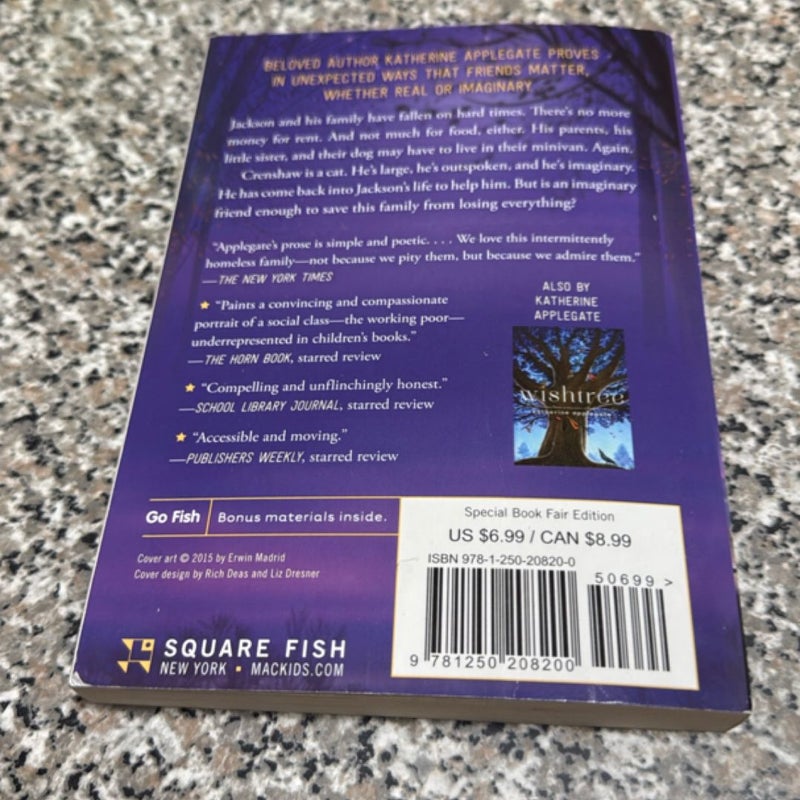 BELOVED AUTHOR KATHERINE APPLEGATE PROVES
IN UNEXPECTED WAYS THAT FRIENDS MATTER,
WHETHER REAL OR IMAGINARY.
Jackson and his family have fallen on hard times. There's no more
money for rent. And not much for food, either. His parents, his
little sister, and their dog may have to live in their minivan. Again.
Crenshaw is a cat. He's large, he's outspoken, and he's imaginary.
He has come back into Jackson's life to help him. But is an imaginary
friend enough to save this family from losing everything?
“Applegate's prose is simple and poetic. . . . We love this intermittently
homeless family—not because we pity them, but because we admire them.”
—THE NEW YORK TIMES
★ “Paints a convincing and compassionate
portrait of a social class—the working poor—
underrepresented in children's books.”
—THE HORN BOOK, starred review
★ “Compelling and unflinchingly honest.”
—SCHOOL LIBRARY JOURNAL, starred review
★ “Accessible and moving.”
—PUBLISHERS WEEKLY, starred review
ALSO BY
KATHERINE
APPLEGATE
wishtree
katherine applegate
Go Fish Bonus materials inside.
Cover art © 2015 by Erwin Madrid
Cover design by Rich Deas and Liz Dresner
SQUARE FISH
NEW YORK • MACKIDS.COM
Special Book Fair Edition
US $6.99 / CAN $8.99
ISBN 978-1-250-20820-0
50699 >
9 781250 208200